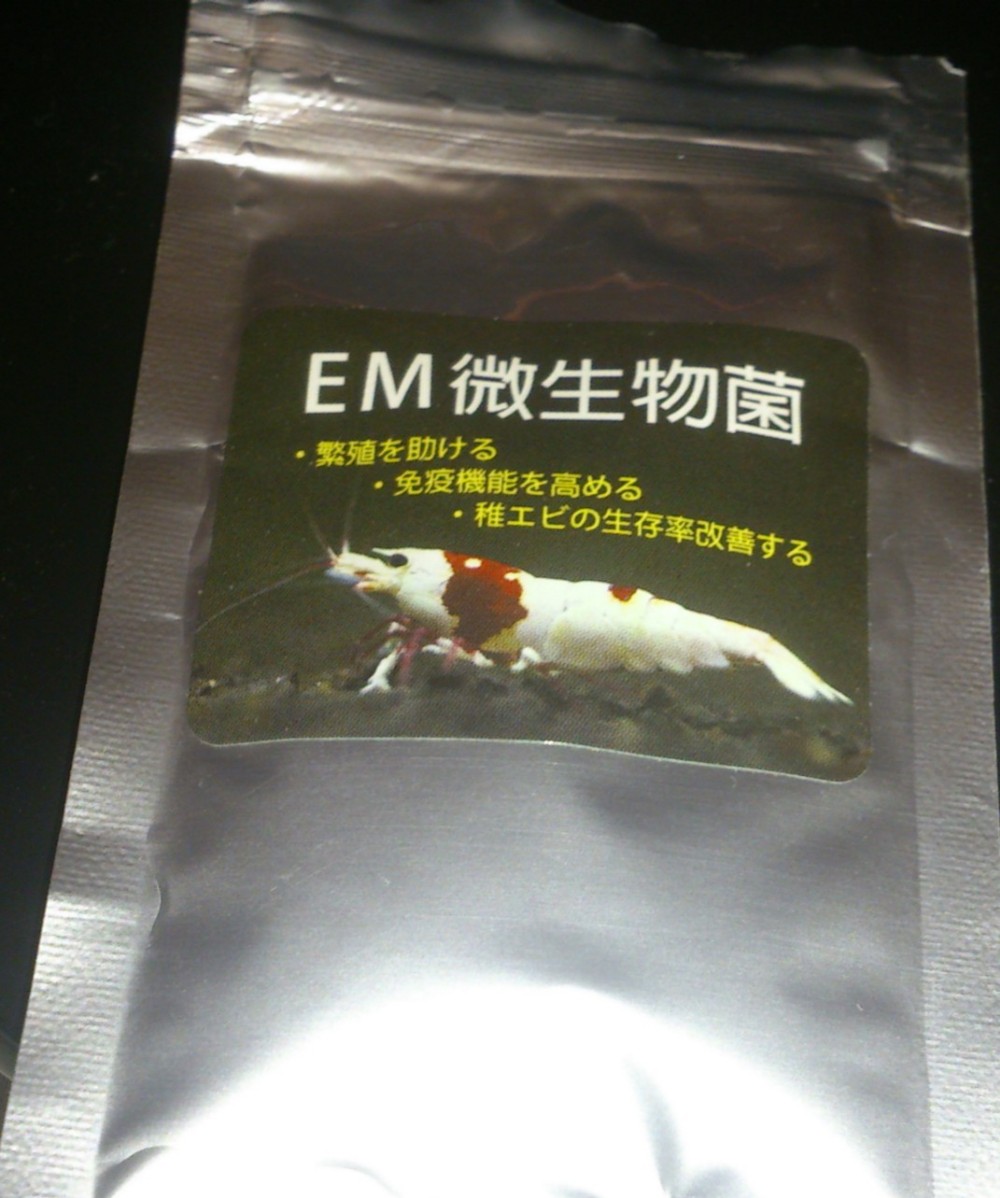 EM微生物菌
・繁殖を助ける
・免疫機能を高める
・稚エビの生存率改善する